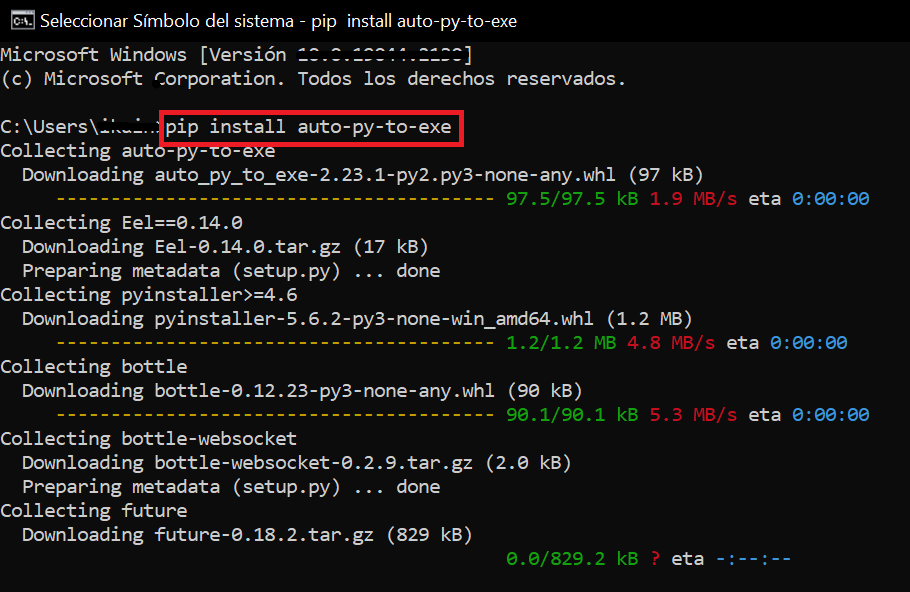 Seleccionar Símbolo del sistema - pip  install auto-py-to-exe
Microsoft Windows [Versión
(c) Microsoft Corporation. Todos los derechos reservados.
C:\Users\ pip install auto-py-to-exe
Collecting auto-py-to-exe
Downloading auto_py_to_exe-2.23.1-py2.py3-none-any.whl (97 kB)
---------------------------------------- 97.5/97.5 kB 1.9 MB/s eta 0:00:00
Collecting Eel==0.14.0
Downloading Eel-0.14.0.tar.gz (17 kB)
Preparing metadata (setup.py) ... done
Collecting pyinstaller>=4.6
Downloading pyinstaller-5.6.2-py3-none-win_amd64.whl (1.2 MB)
---------------------------------------- 1.2/1.2 MB 4.8 MB/s eta 0:00:00
Collecting bottle
Downloading bottle-0.12.23-py3-none-any.whl (90 kB)
---------------------------------------- 90.1/90.1 kB 5.3 MB/s eta 0:00:00
Collecting bottle-websocket
Downloading bottle-websocket-0.2.9.tar.gz (2.0 kB)
Preparing metadata (setup.py) ... done
Collecting future
Downloading future-0.18.2.tar.gz (829 kB)
0.0/829.2 kB ? eta -:--:--